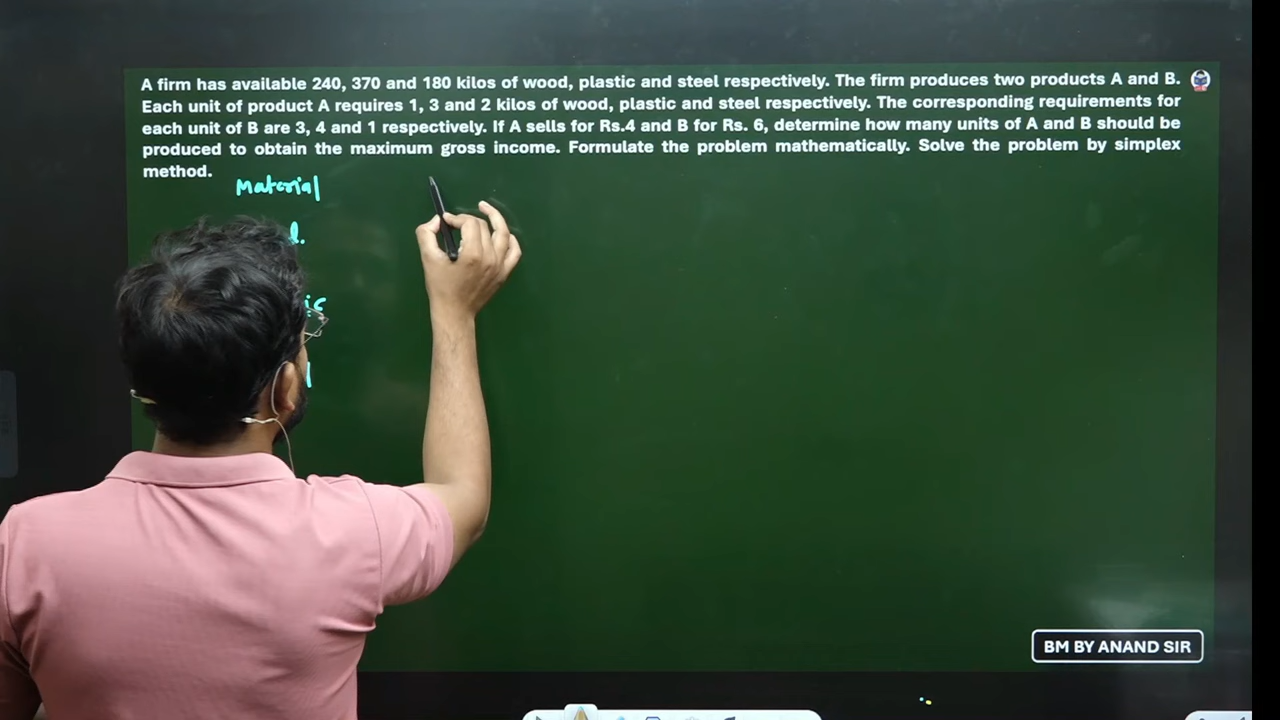 A firm has available 240, 370 and 180 kilos of wood, plastic and steel respectively. The firm produces two products A and B.
Each unit of product A requires 1, 3 and 2 kilos of wood, plastic and steel respectively. The corresponding requirements for
each unit of B are 3, 4 and 1 respectively. If A sells for Rs.4 and B for Rs. 6, determine how many units of A and B should be
produced to obtain the maximum gross income. Formulate the problem mathematically. Solve the problem by simplex
method.
Material
BM BY ANAND SIR